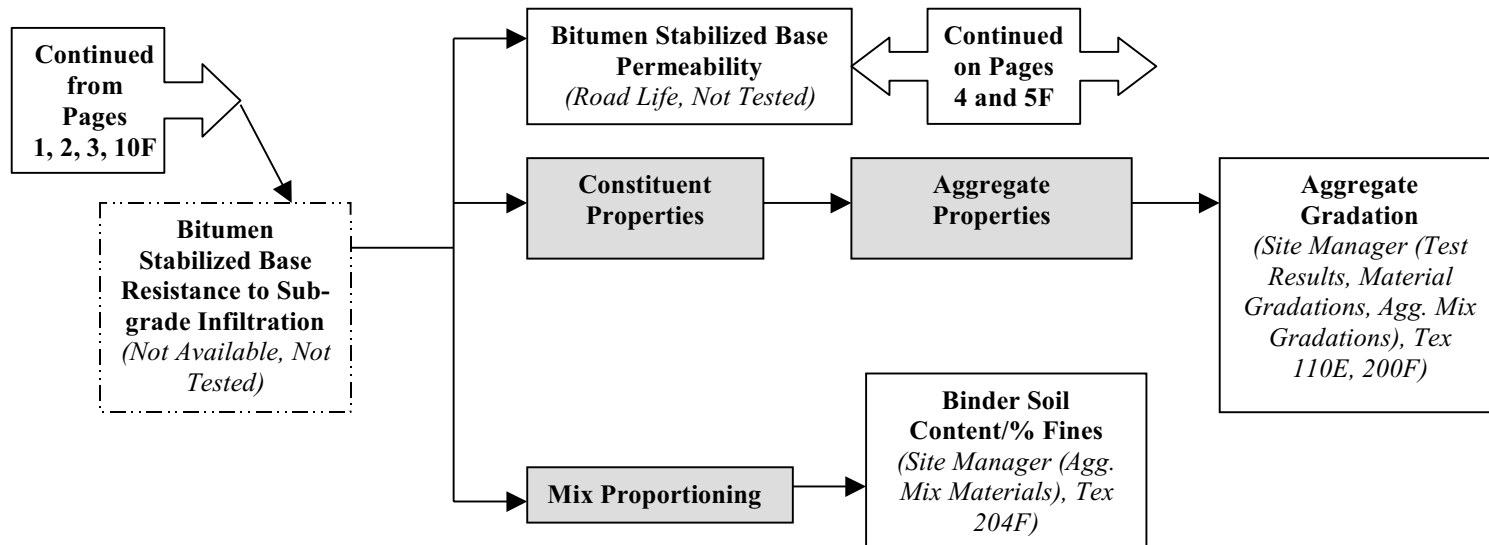 Continued
from
Pages
1, 2, 3, 10F
Bitumen
Stabilized Base
Resistance to Sub-
grade Infiltration
(Not Available, Not
Tested)
Bitumen Stabilized Base
Permeability
(Road Life, Not Tested)
Continued
on Pages
4 and 5F
Constituent
Properties
Aggregate
Properties
Aggregate
Gradation
(Site Manager (Test
Results, Material
Gradations, Agg. Mix
Gradations), Tex
110E, 200F)
Mix Proportioning
Binder Soil
Content/% Fines
(Site Manager (Agg.
Mix Materials), Tex
204F)